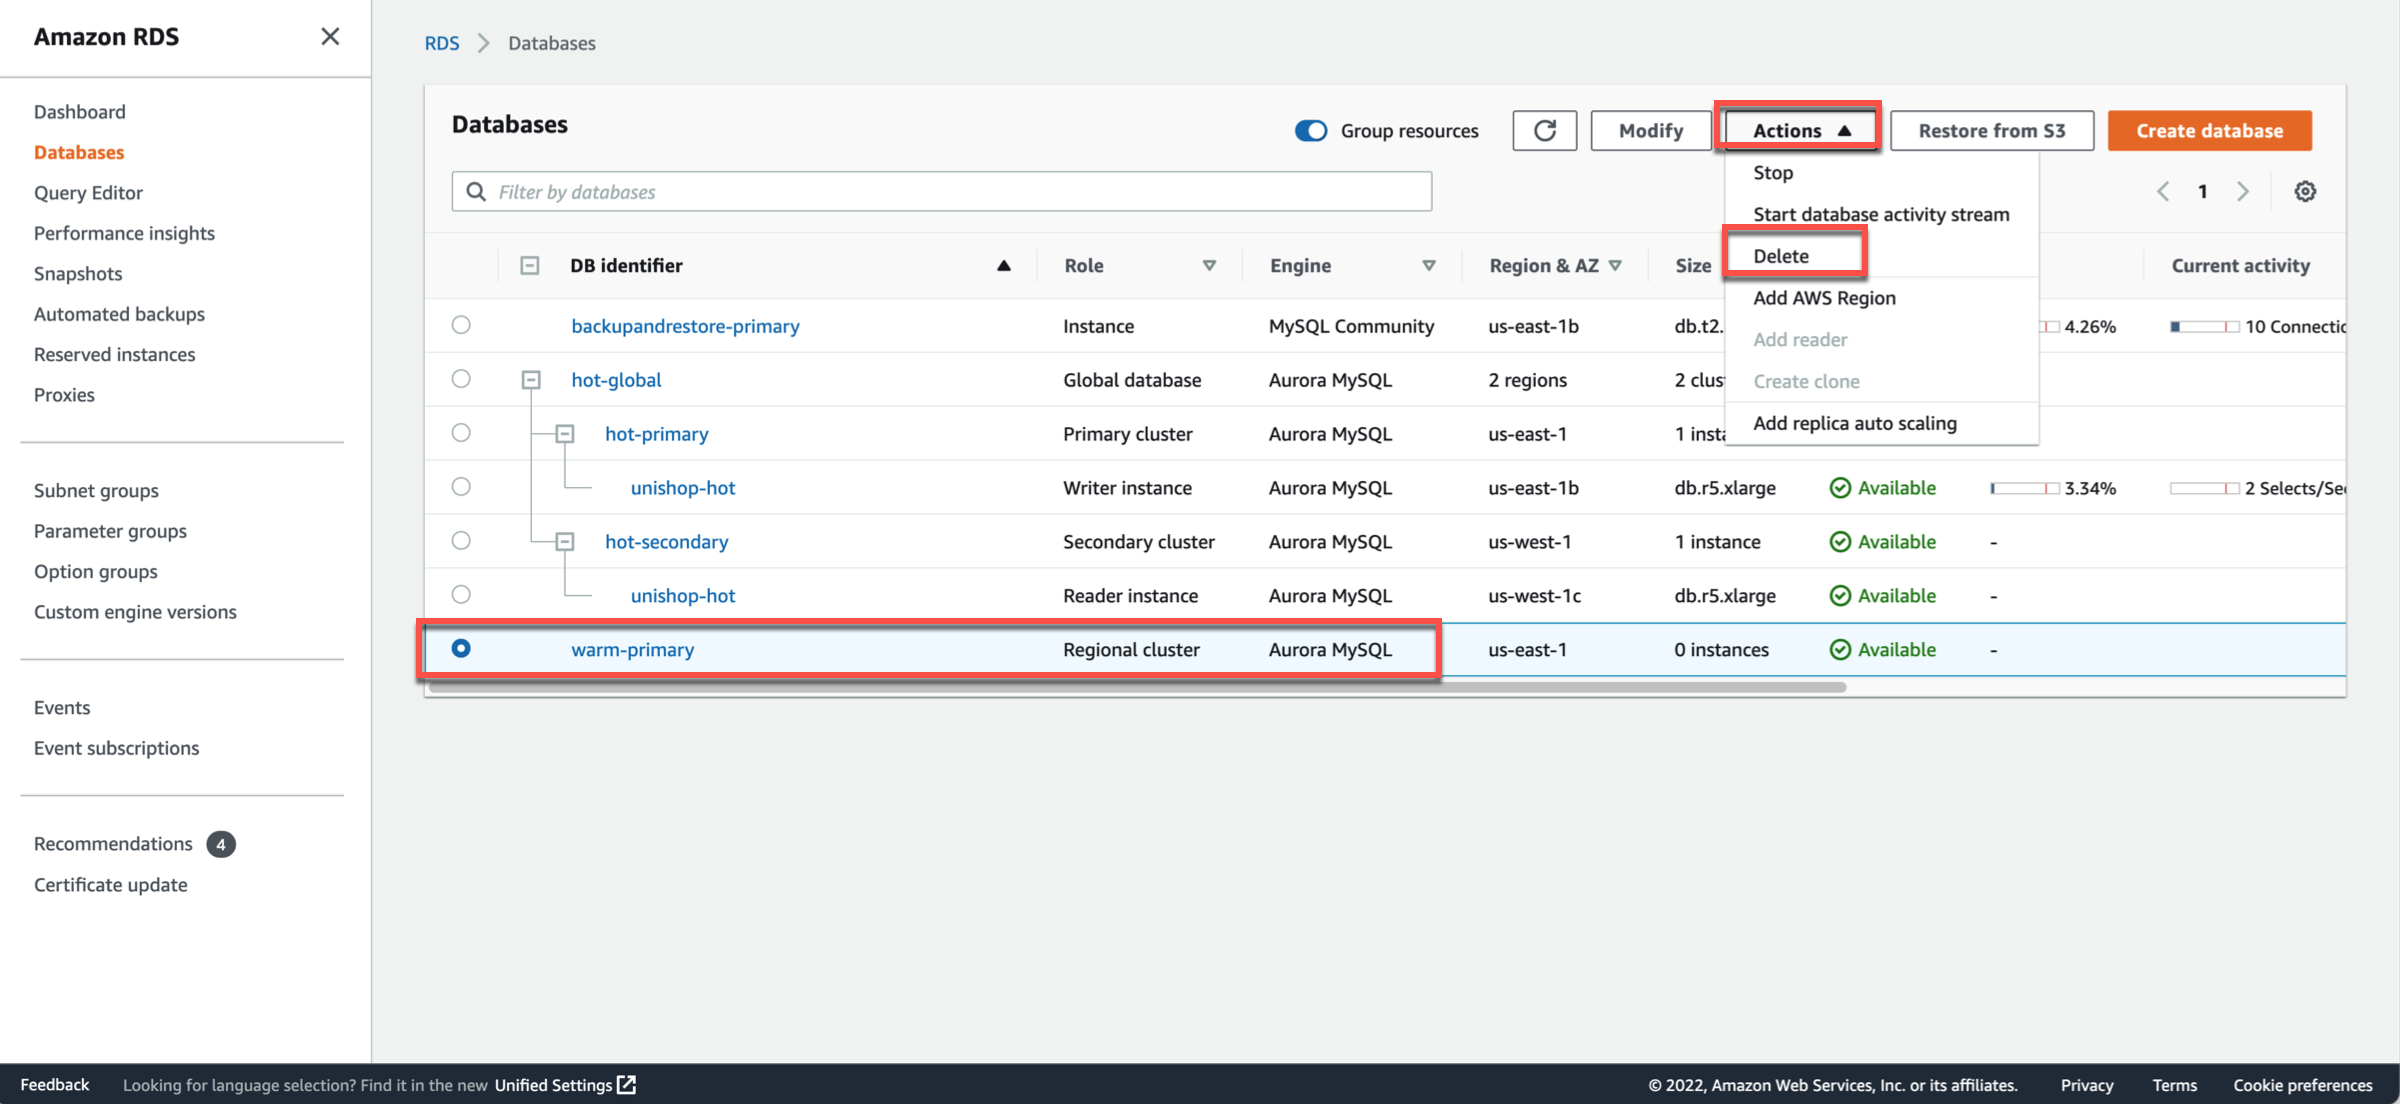 Amazon RDS
Dashboard
Databases
Query Editor
Performance insights
Snapshots
Automated backups
Reserved instances
Proxies
Subnet groups
Parameter groups
Option groups
Custom engine versions
Events
Event subscriptions
Recommendations 4
Certificate update
RDS Databases
Databases
Group resources Modify Actions Restore from S3 Create database
Filter by databases
1
Stop
Start database activity stream
Delete
Add AWS Region
Add reader
Create clone
Add replica auto scaling
DB identifier Role Engine Region & AZ Size Current activity
backupandrestore-primary Instance MySQL Community us-east-1b db.t2. 4.26% 10 Connectio
hot-global Global database Aurora MySQL 2 regions 2 clus
hot-primary Primary cluster Aurora MySQL us-east-1 1 insta
unishop-hot Writer instance Aurora MySQL us-east-1b db.r5.xlarge Available 3.34% 2 Selects/Se
hot-secondary Secondary cluster Aurora MySQL us-west-1 1 instance Available -
unishop-hot Reader instance Aurora MySQL us-west-1c db.r5.xlarge Available -
warm-primary Regional cluster Aurora MySQL us-east-1 0 instances Available -
Feedback Looking for language selection? Find it in the new Unified Settings © 2022, Amazon Web Services, Inc. or its affiliates. Privacy Terms Cookie preferences